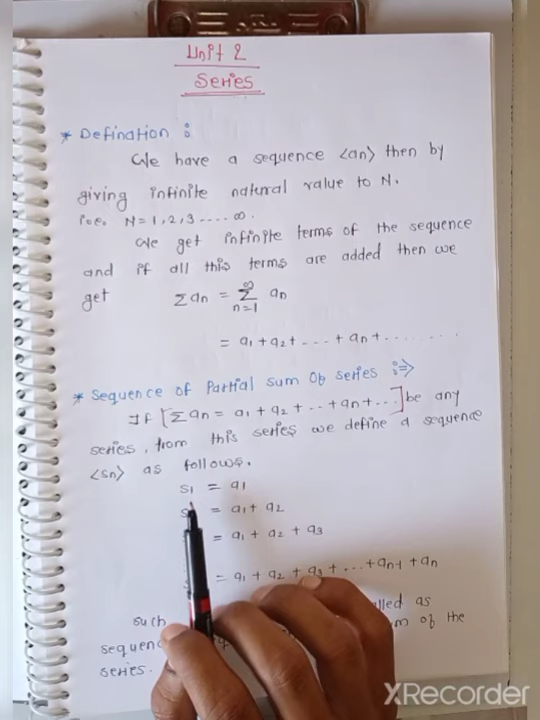 Unit 2
Series
* Defination :
We have a sequence <an> then by
giving infinite natural value to N.
i.e. N = 1, 2, 3 ---- ∞.
We get infinite terms of the sequence
and if all this terms are added then we
get Σ an = ∞ Σ n=1 an
= a1 + a2 + ... + an + ........
* Sequence of Partial sum Of series :=>
If [Σ an = a1 + a2 + .. + an + ...] be any
series, from this series we define a sequence
<sn> as follows.
s1 = a1
s = a1 + a2
= a1 + a2 + a3
= a1 + a2 + a3 + ... + an-1 + an
such as
of the
series.
XRecorder